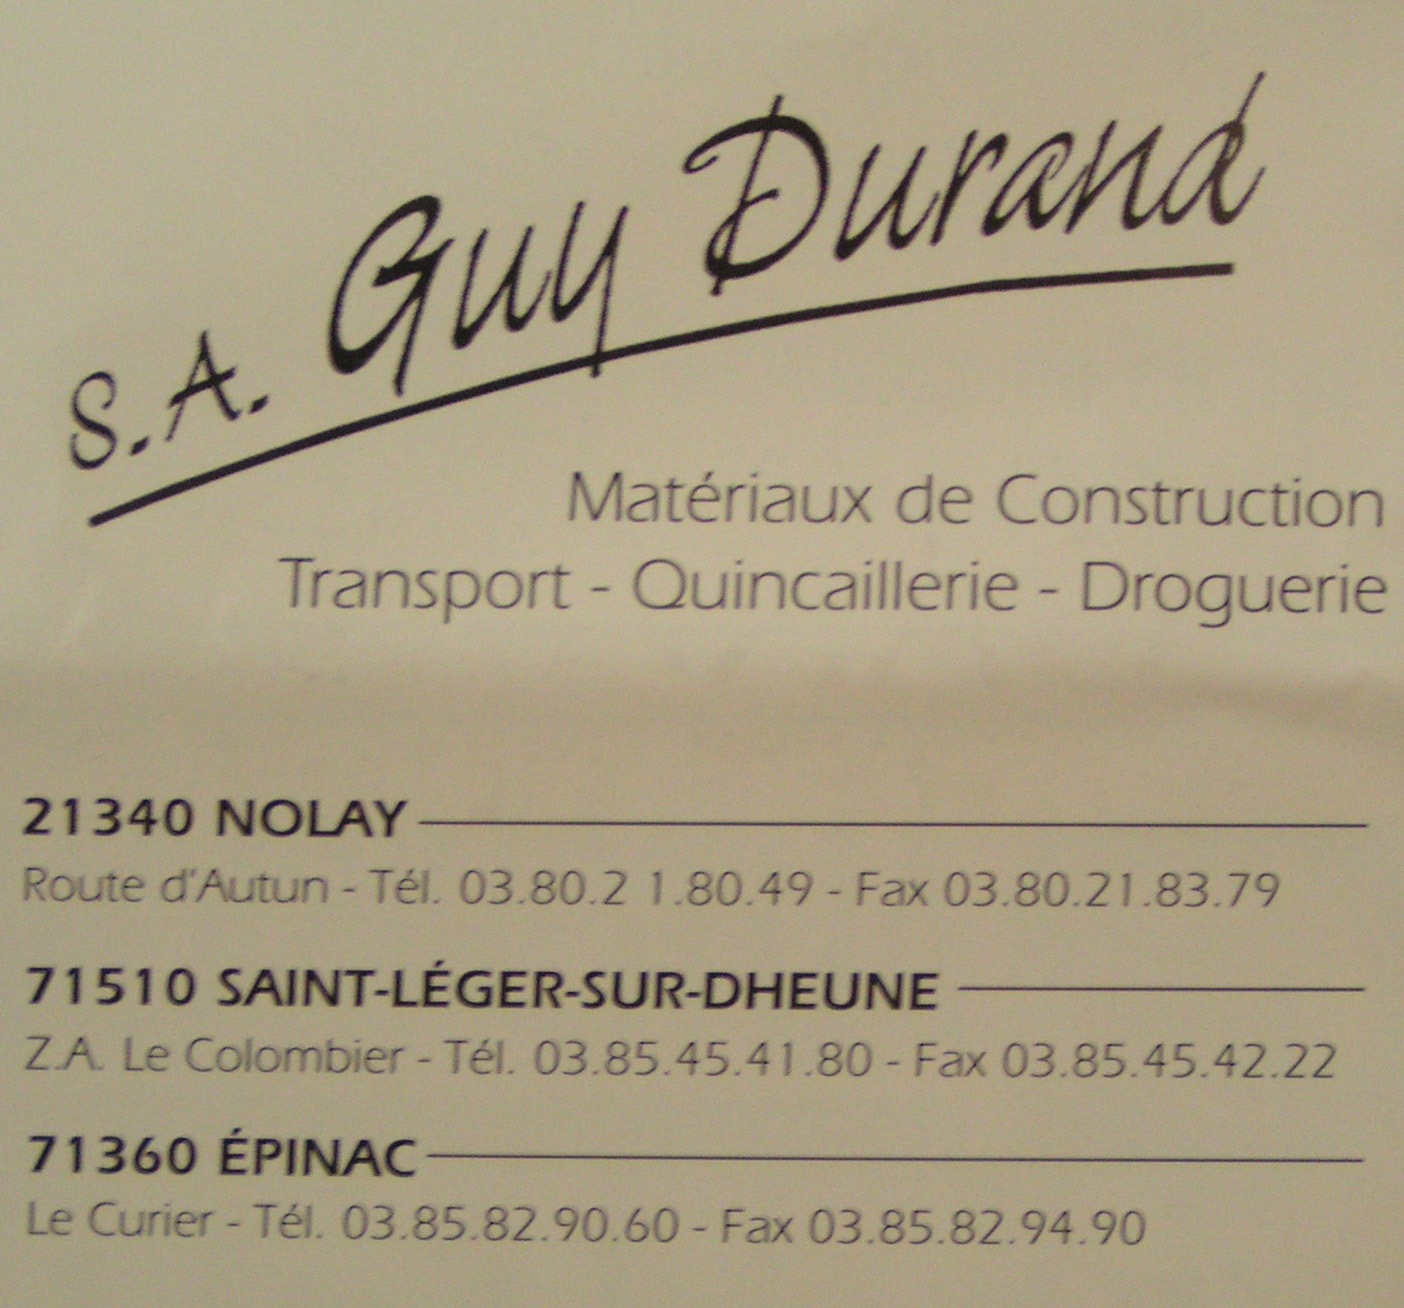 S.A. Guy Durand
Matériaux de Construction
Transport - Quincaillerie - Droguerie
21340 NOLAY
Route d'Autun - Tél. 03.80.2 1.80.49 - Fax 03.80.21.83.79
71510 SAINT-LÉGER-SUR-DHEUNE
Z.A. Le Colombier - Tél. 03.85.45.41.80 - Fax 03.85.45.42.22
71360 ÉPINAC
Le Curier - Tél. 03.85.82.90.60 - Fax 03.85.82.94.90